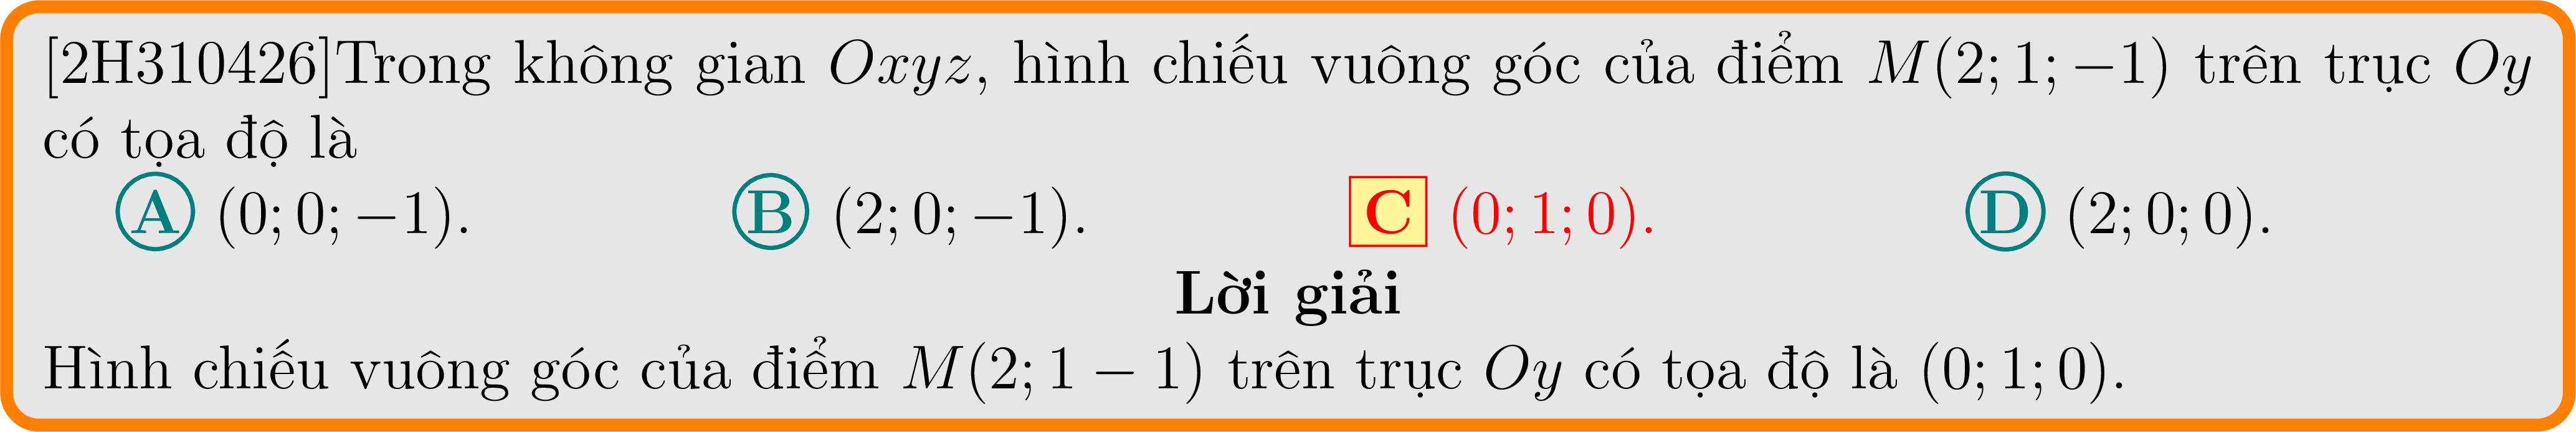 [2H310426]Trong không gian Oxyz, hình chiếu vuông góc của điểm M(2; 1; −1) trên trục Oy
có tọa độ là
A (0; 0; −1). B (2; 0; −1). C (0; 1; 0). D (2; 0; 0).
Lời giải
Hình chiếu vuông góc của điểm M(2; 1 − 1) trên trục Oy có tọa độ là (0; 1; 0).